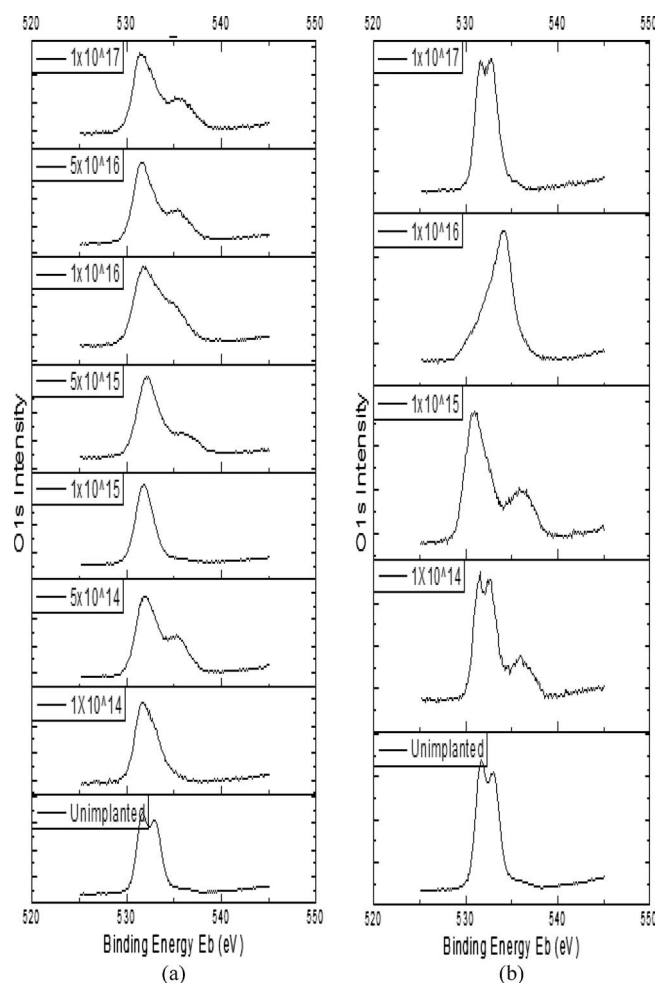 520 530 540 550
1x10^17
5x10^16
1x10^16
5x10^15
1x10^15
5x10^14
1X10^14
Unimplanted
O1s Intensity
520 530 540 550
Binding Energy Eb (eV)
(a)
520 530 540 550
1x10^17
1x10^16
1x10^15
1X10^14
Unimplanted
O1s Intensity
520 530 540 550
Binding Energy Eb (eV)
(b)